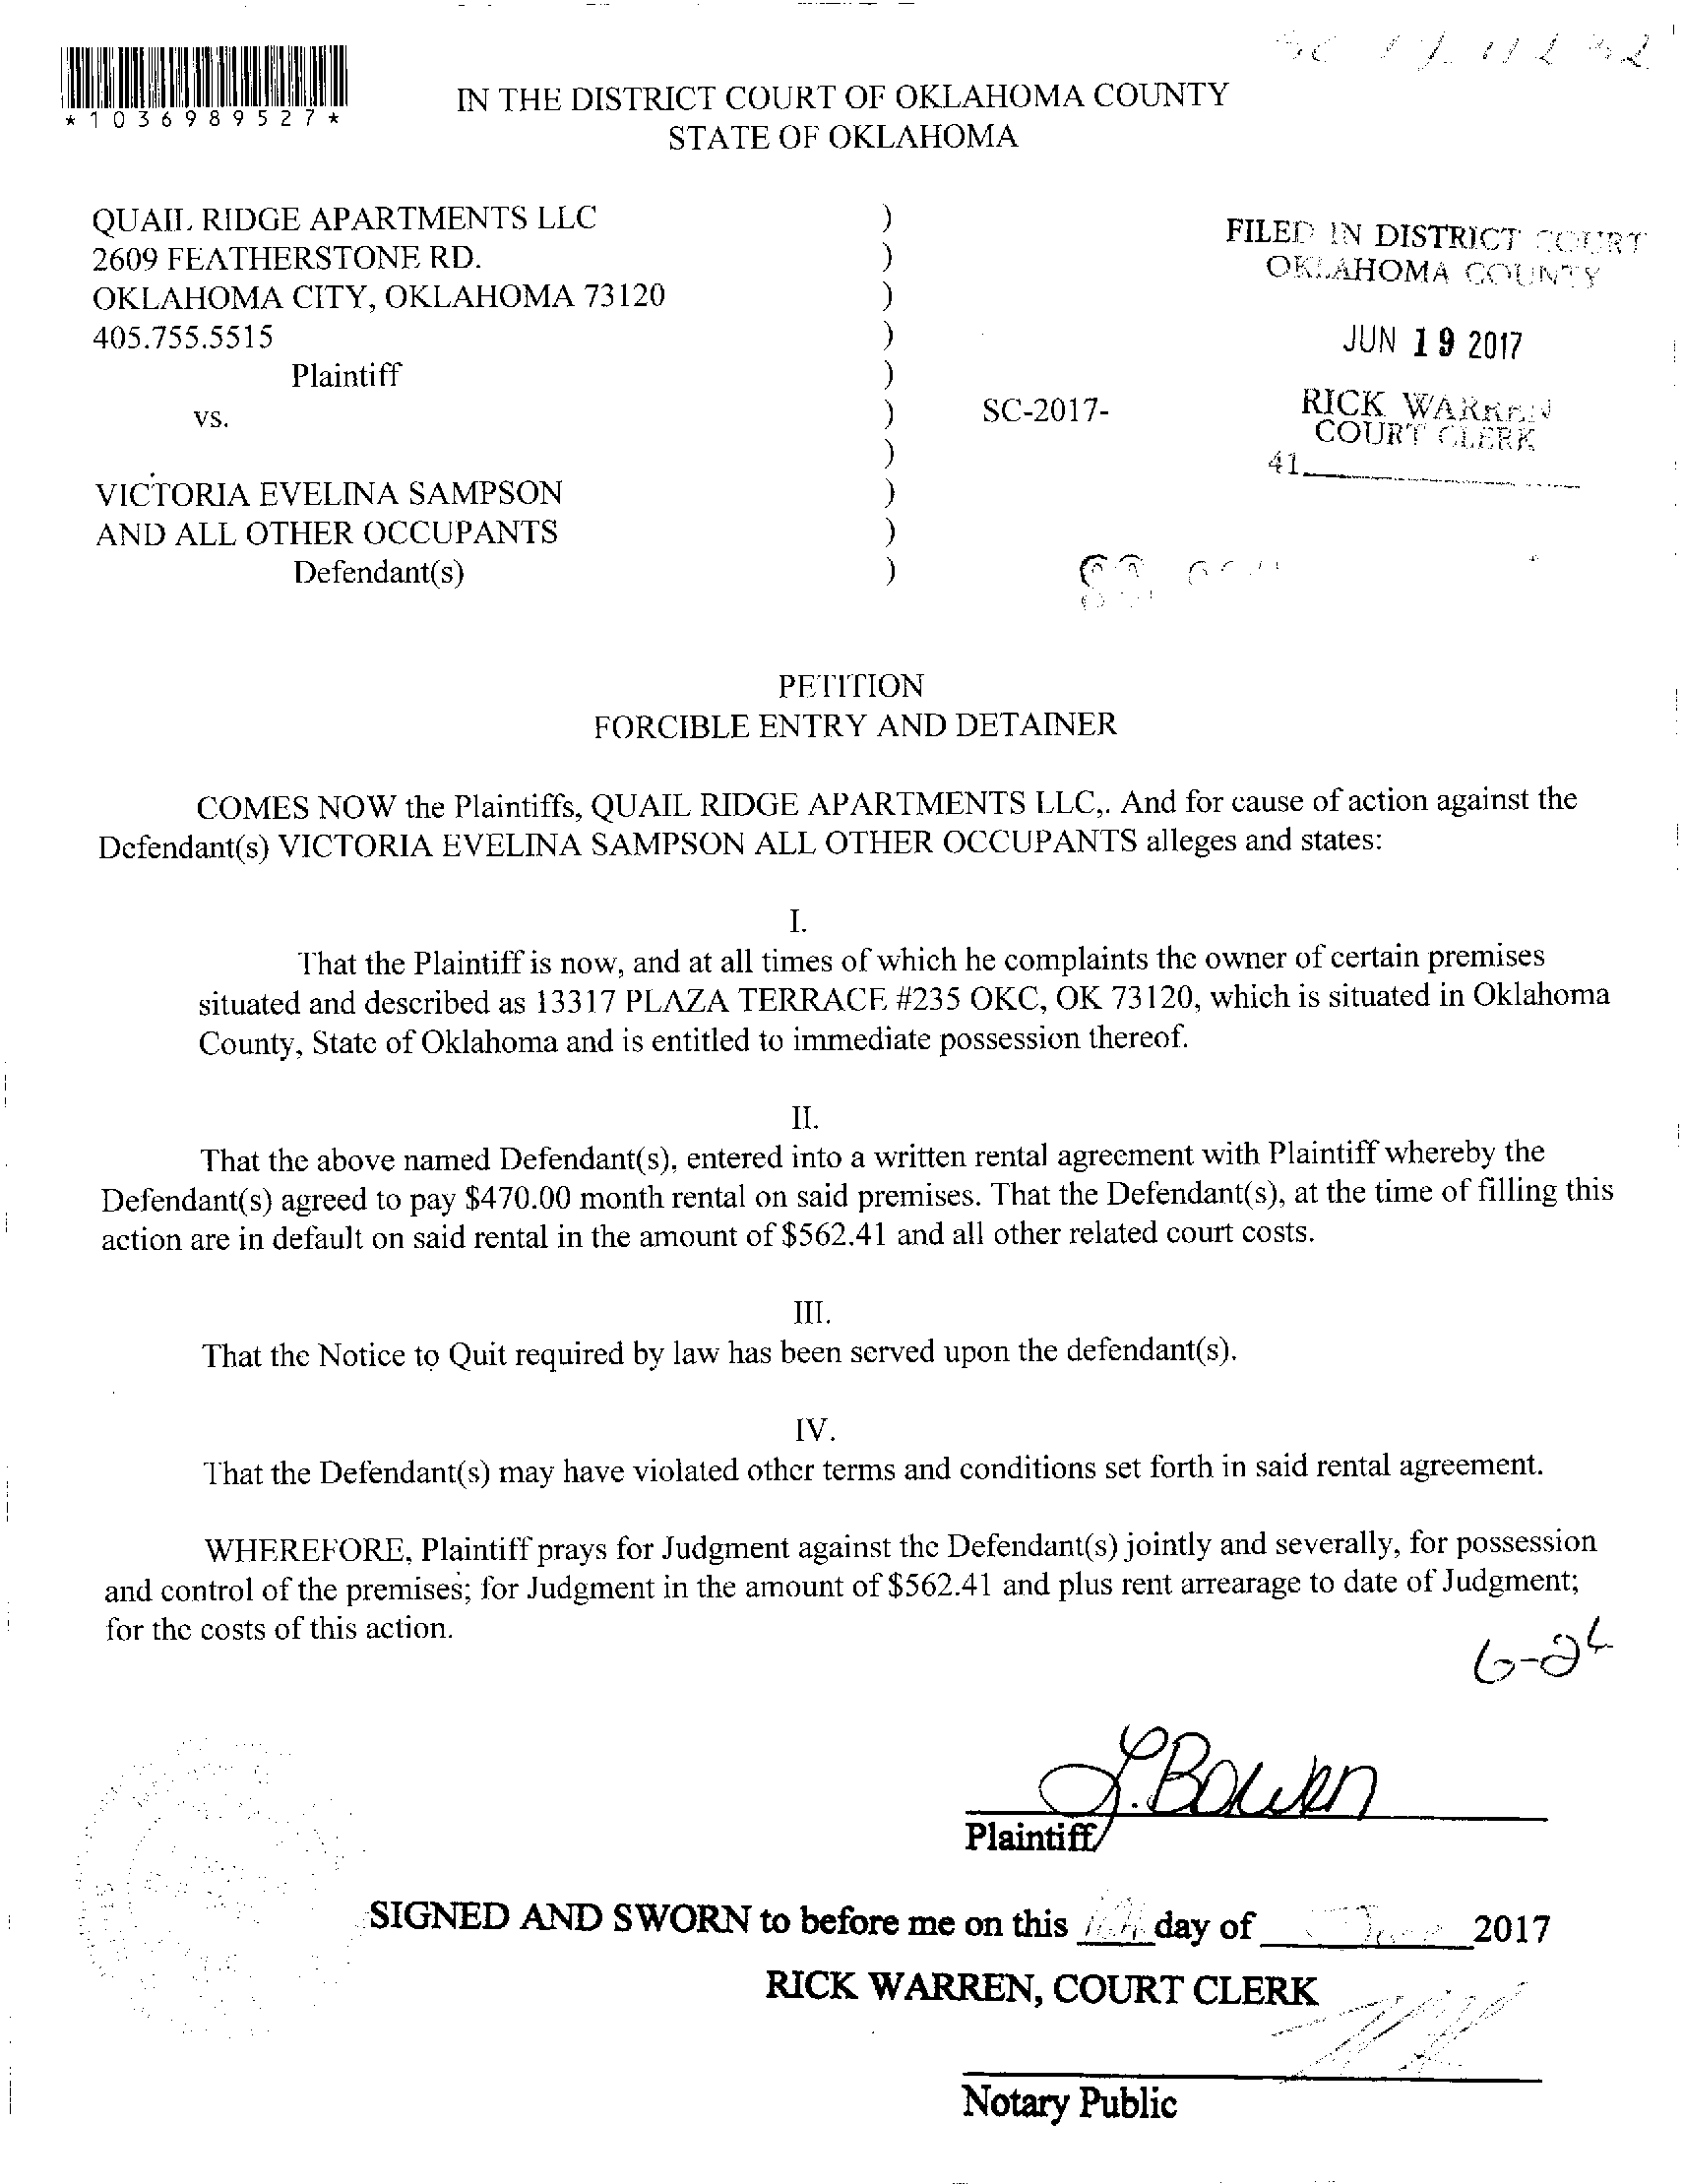 *1036989527*
IN THE DISTRICT COURT OF OKLAHOMA COUNTY
STATE OF OKLAHOMA
QUAIL RIDGE APARTMENTS LLC )
2609 FEATHERSTONE RD. )
OKLAHOMA CITY, OKLAHOMA 73120 )
405.755.5515 )
Plaintiff )
vs. ) SC-2017-
)
VICTORIA EVELINA SAMPSON )
AND ALL OTHER OCCUPANTS )
Defendant(s) )
FILED IN DISTRICT COURT
OKLAHOMA COUNTY
JUN 19 2017
RICK WARREN
COURT CLERK
41
PETITION
FORCIBLE ENTRY AND DETAINER
COMES NOW the Plaintiffs, QUAIL RIDGE APARTMENTS LLC,. And for cause of action against the
Defendant(s) VICTORIA EVELINA SAMPSON ALL OTHER OCCUPANTS alleges and states:
I.
That the Plaintiff is now, and at all times of which he complaints the owner of certain premises
situated and described as 13317 PLAZA TERRACE #235 OKC, OK 73120, which is situated in Oklahoma
County, State of Oklahoma and is entitled to immediate possession thereof.
II.
That the above named Defendant(s), entered into a written rental agreement with Plaintiff whereby the
Defendant(s) agreed to pay $470.00 month rental on said premises. That the Defendant(s), at the time of filling this
action are in default on said rental in the amount of $562.41 and all other related court costs.
III.
That the Notice to Quit required by law has been served upon the defendant(s).
IV.
That the Defendant(s) may have violated other terms and conditions set forth in said rental agreement.
WHEREFORE, Plaintiff prays for Judgment against the Defendant(s) jointly and severally, for possession
and control of the premises; for Judgment in the amount of $562.41 and plus rent arrearage to date of Judgment;
for the costs of this action.
L. Bowen
Plaintiff
SIGNED AND SWORN to before me on this day of June 2017
RICK WARREN, COURT CLERK
Notary Public